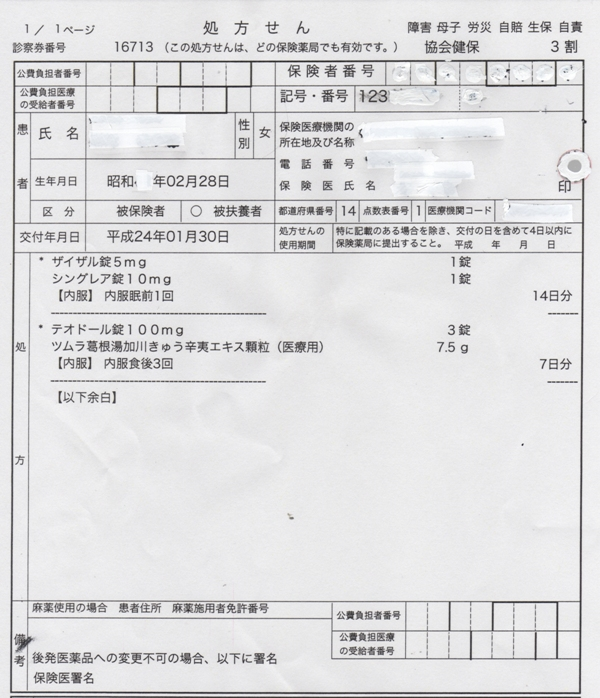 1 / 1ページ
処 方 せ ん
障害 母子 労災 自賠 生保 自責
診察券番号 16713 (この処方せんは、どの保険薬局でも有効です。)
協会健保 3 割
公費負担者番号
保険者番号
公費負担医療
の受給者番号
記号・番号 123
患者
氏 名
性別 女
保険医療機関の
所在地及び名称
電 話 番 号
保 険 医 氏 名 印
生年月日 昭和 年02月28日
区 分 被保険者 ○ 被扶養者
都道府県番号 14 点数表番号 1 医療機関コード
交付年月日 平成24年01月30日
処方せんの
使用期間
特に記載のある場合を除き、交付の日を含めて4日以内に
保険薬局に提出すること。 平成 年 月 日
処方
* ザイザル錠5mg 1錠
シングレア錠10mg 1錠
【内服】 内服眠前1回 14日分
* テオドール錠100mg 3錠
ツムラ葛根湯加川きゅう辛夷エキス顆粒(医療用) 7.5 g
【内服】 内服食後3回 7日分
【以下余白】
備考
麻薬使用の場合 患者住所 麻薬施用者免許番号
公費負担者番号
公費負担医療
の受給者番号
後発医薬品への変更不可の場合、以下に署名
保険医署名